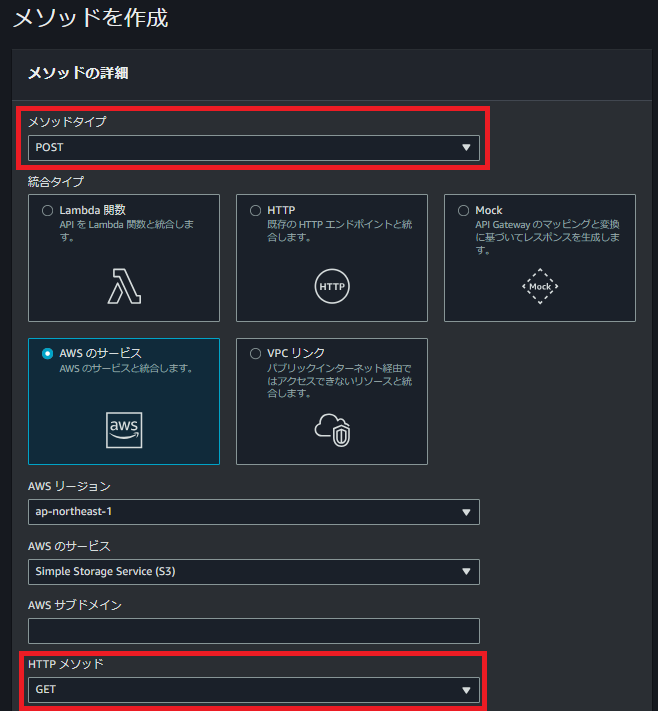 メソッドを作成
メソッドの詳細
メソッドタイプ
POST
統合タイプ
Lambda 関数
API を Lambda 関数と統合しま
す。
HTTP
既存の HTTP エンドポイントと統
合します。
HTTP
Mock
API Gateway のマッピングと変換
に基づいてレスポンスを生成しま
す。
Mock
AWS のサービス
AWS のサービスと統合します。
aws
VPC リンク
パブリックインターネット経由で
はアクセスできないリソースと統
合します。
AWS リージョン
ap-northeast-1
AWS のサービス
Simple Storage Service (S3)
AWS サブドメイン
HTTP メソッド
GET